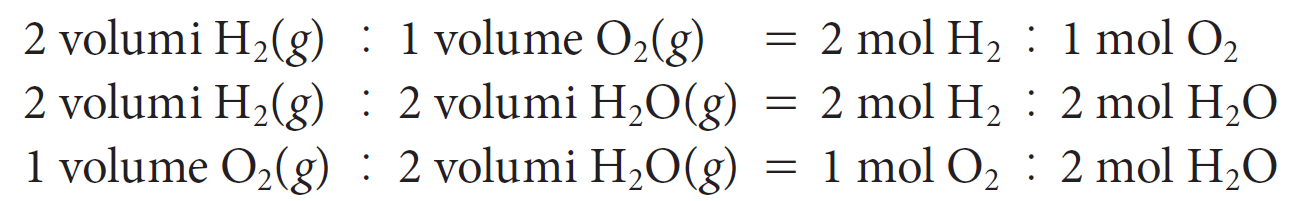 2 volumi H₂(g) : 1 volume O₂(g) = 2 mol H₂ : 1 mol O₂
2 volumi H₂(g) : 2 volumi H₂O(g) = 2 mol H₂ : 2 mol H₂O
1 volume O₂(g) : 2 volumi H₂O(g) = 1 mol O₂ : 2 mol H₂O